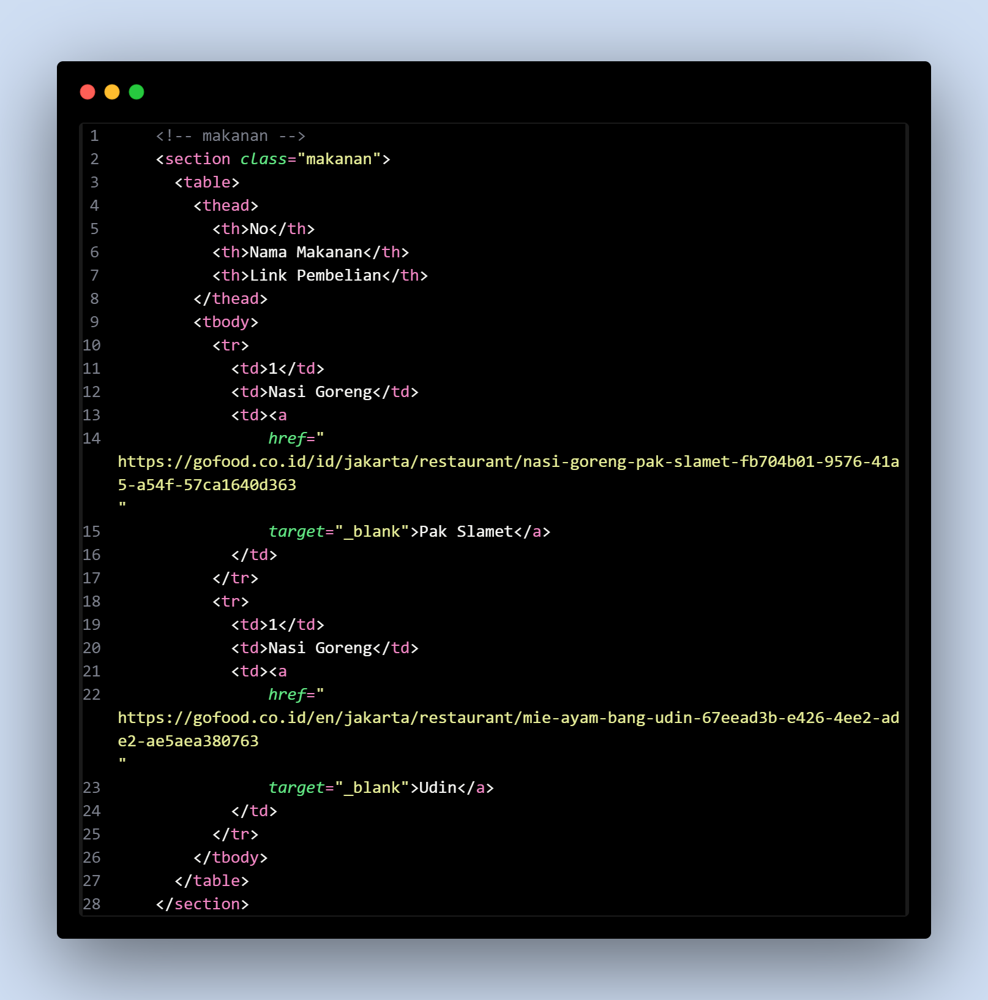 1      <!-- makanan -->
2      <section class="makanan">
3        <table>
4          <thead>
5            <th>No</th>
6            <th>Nama Makanan</th>
7            <th>Link Pembelian</th>
8          </thead>
9          <tbody>
10            <tr>
11              <td>1</td>
12              <td>Nasi Goreng</td>
13              <td><a
14                  href="
https://gofood.co.id/id/jakarta/restaurant/nasi-goreng-pak-slamet-fb704b01-9576-41a
5-a54f-57ca1640d363
"
15                  target="_blank">Pak Slamet</a>
16              </td>
17            </tr>
18            <tr>
19              <td>1</td>
20              <td>Nasi Goreng</td>
21              <td><a
22                  href="
https://gofood.co.id/en/jakarta/restaurant/mie-ayam-bang-udin-67eead3b-e426-4ee2-ad
e2-ae5aea380763
"
23                  target="_blank">Udin</a>
24              </td>
25            </tr>
26          </tbody>
27        </table>
28      </section>